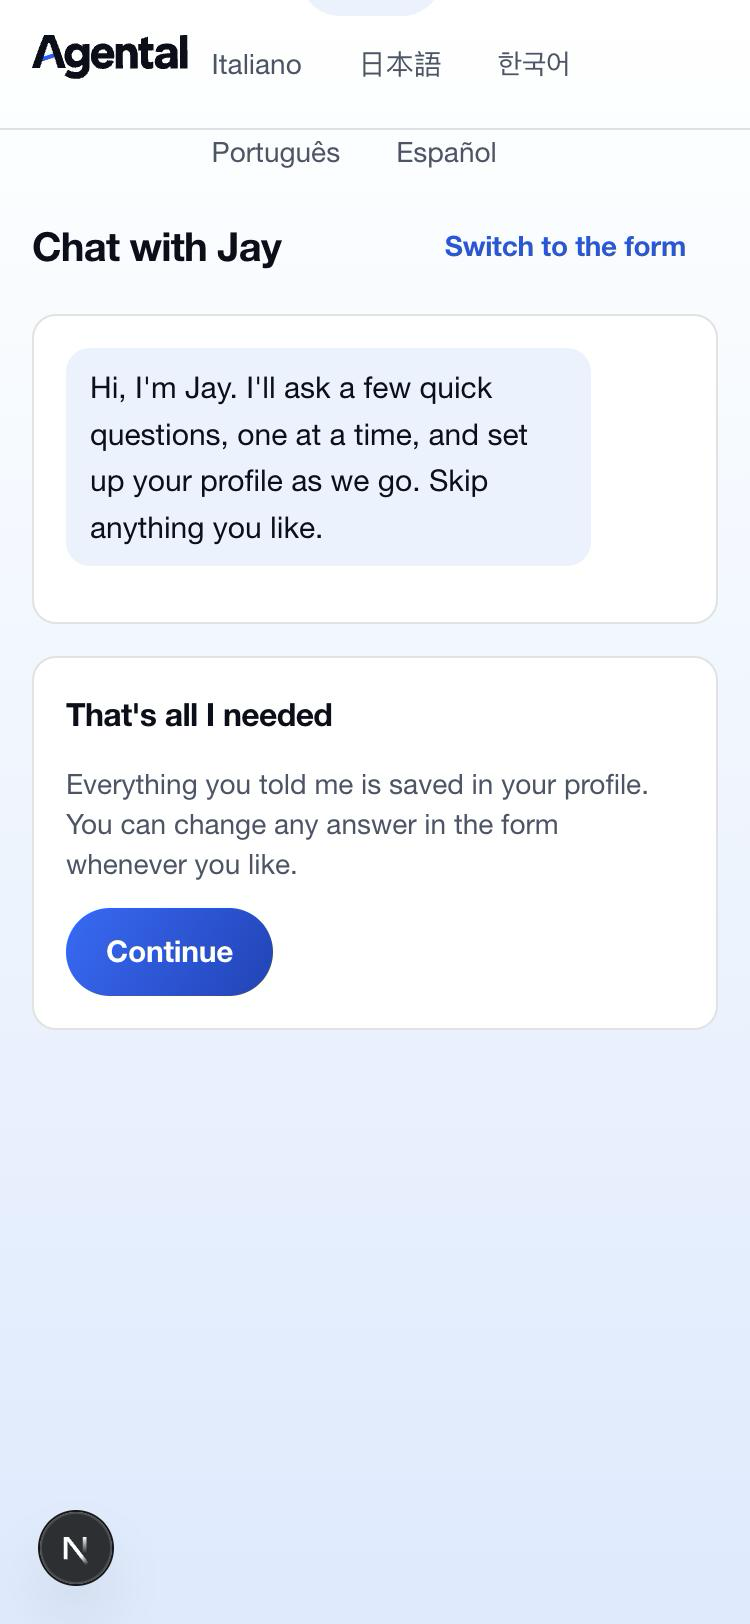 Agental
Italiano 日本語 한국어
Português Español
Chat with Jay
Switch to the form
Hi, I'm Jay. I'll ask a few quick
questions, one at a time, and set
up your profile as we go. Skip
anything you like.
That's all I needed
Everything you told me is saved in your profile.
You can change any answer in the form
whenever you like.
Continue
N